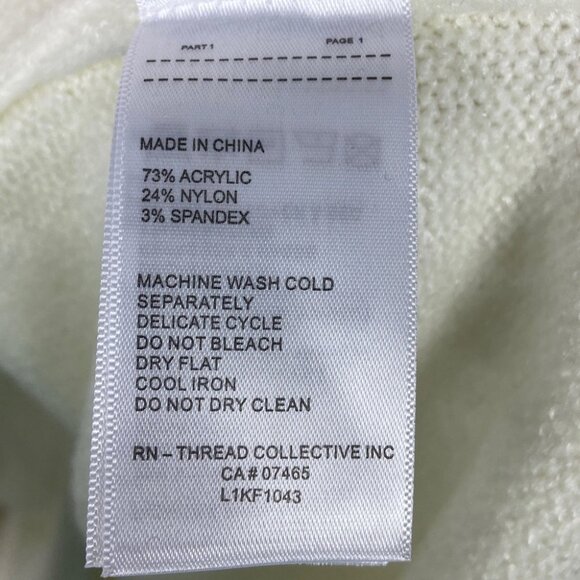 PART 1 PAGE 1
MADE IN CHINA
73% ACRYLIC
24% NYLON
3% SPANDEX
MACHINE WASH COLD
SEPARATELY
DELICATE CYCLE
DO NOT BLEACH
DRY FLAT
COOL IRON
DO NOT DRY CLEAN
RN – THREAD COLLECTIVE INC
CA # 07465
L1KF1043